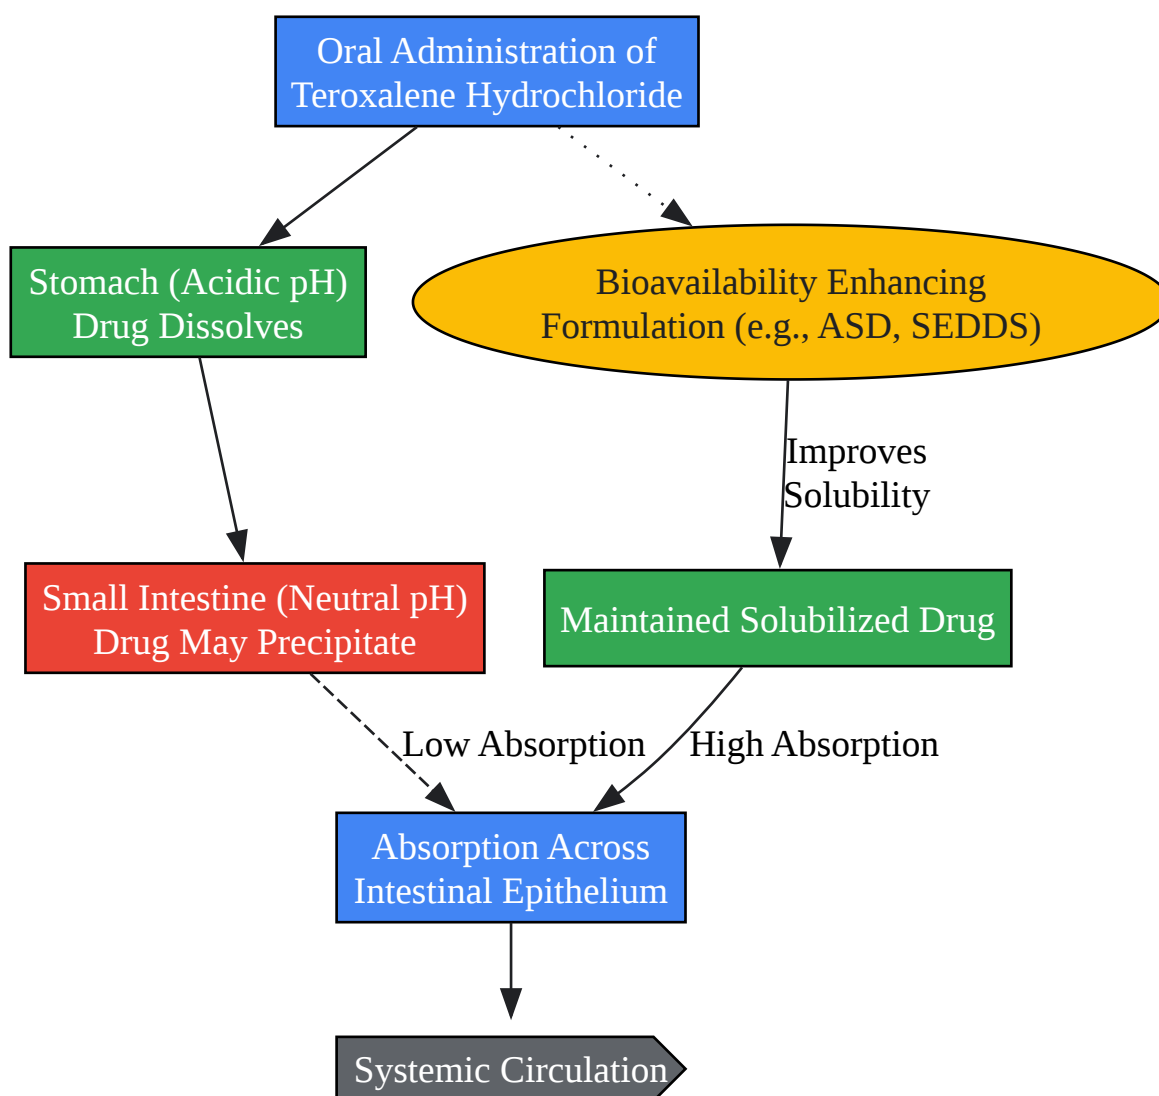 Oral Administration of
Teroxalene Hydrochloride
Stomach (Acidic pH)
Drug Dissolves
Bioavailability Enhancing
Formulation (e.g., ASD, SEDDS)
Improves
Solubility
Small Intestine (Neutral pH)
Drug May Precipitate
Maintained Solubilized Drug
Low Absorption
High Absorption
Absorption Across
Intestinal Epithelium
Systemic Circulation